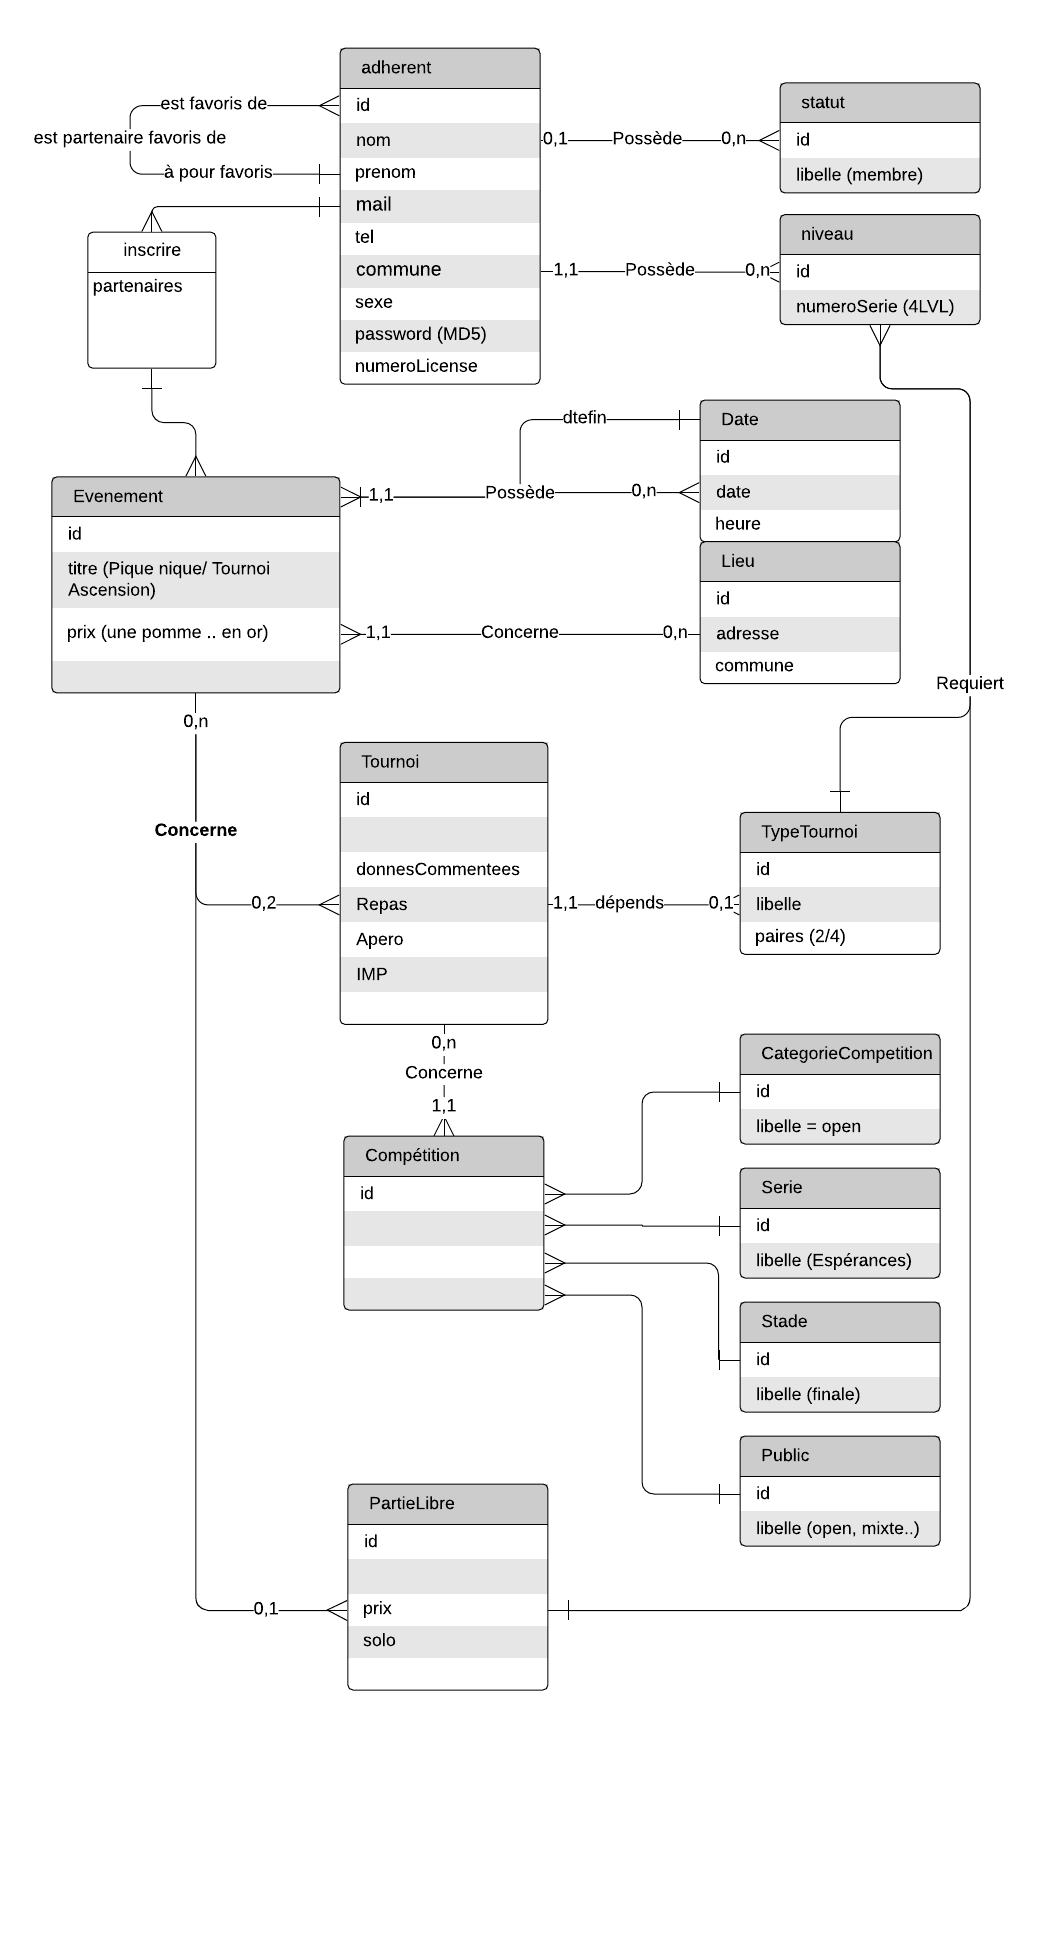 adherent
id
nom
prenom
mail
tel
commune
sexe
password (MD5)
numeroLicense
est favoris de
est partenaire favoris de
à pour favoris
0,1
Possède
0,n
statut
id
libelle (membre)
1,1
Possède
0,n
niveau
id
numeroSerie (4LVL)
inscrire
partenaires
dtefin
1,1
Possède
0,n
Date
id
date
heure
Evenement
id
titre (Pique nique/ Tournoi
Ascension)
prix (une pomme .. en or)
1,1
Concerne
0,n
Lieu
id
adresse
commune
Requiert
0,n
Concerne
0,2
Tournoi
id
donnesCommentees
Repas
Apero
IMP
1,1
dépends
0,1
TypeTournoi
id
libelle
paires (2/4)
0,n
Concerne
1,1
Compétition
id
CategorieCompetition
id
libelle = open
Serie
id
libelle (Espérances)
Stade
id
libelle (finale)
Public
id
libelle (open, mixte..)
0,1
PartieLibre
id
prix
solo